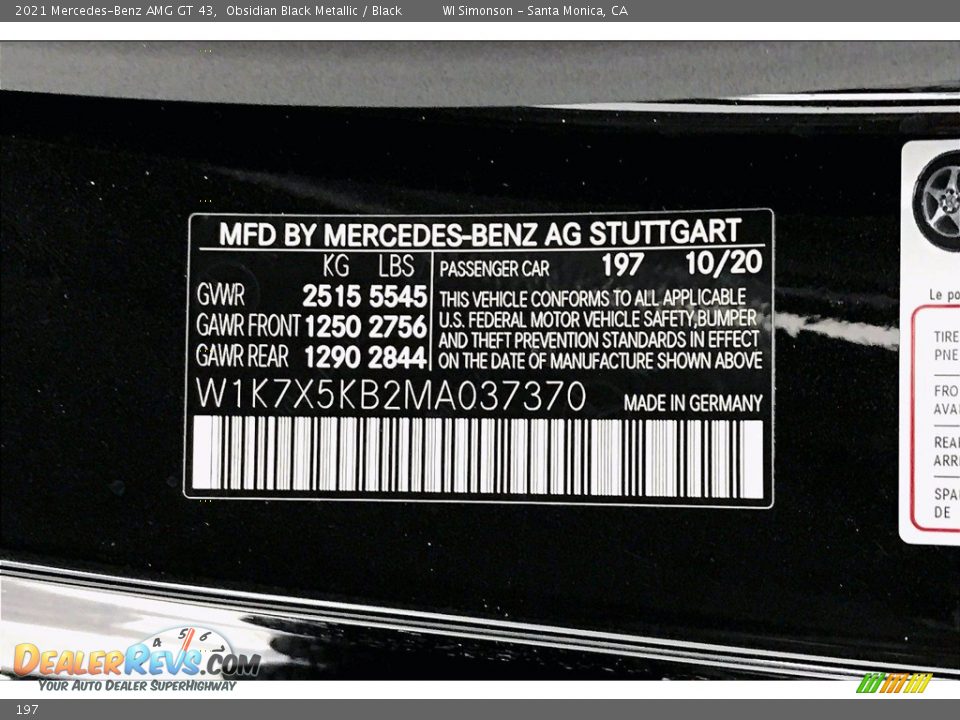 2021 Mercedes-Benz AMG GT 43, Obsidian Black Metallic / Black WI Simonson - Santa Monica, CA
MFD BY MERCEDES-BENZ AG STUTTGART
KG LBS PASSENGER CAR 197 10/20
GVWR 2515 5545
GAWR FRONT 1250 2756
GAWR REAR 1290 2844
THIS VEHICLE CONFORMS TO ALL APPLICABLE
U.S. FEDERAL MOTOR VEHICLE SAFETY,BUMPER
AND THEFT PREVENTION STANDARDS IN EFFECT
ON THE DATE OF MANUFACTURE SHOWN ABOVE
W1K7X5KB2MA037370 MADE IN GERMANY
Le po
TIRE
PNE
FRO
AVA
REA
ARR
SPA
DE
4 5 6
DEALERREVS.COM
YOUR AUTO DEALER SUPERHIGHWAY
197